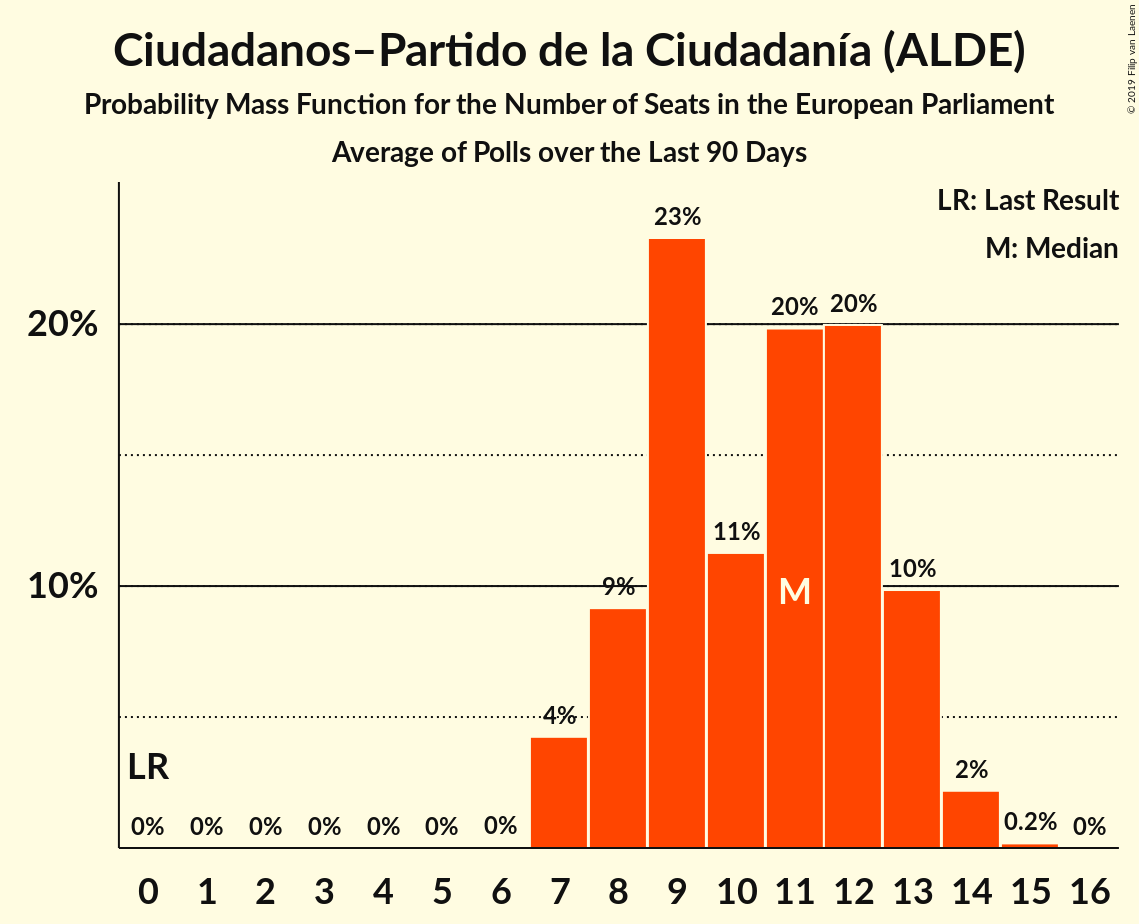 Ciudadanos–Partido de la Ciudadanía (ALDE)
Probability Mass Function for the Number of Seats in the European Parliament
Average of Polls over the Last 90 Days
© 2019 Filip van Laenen
LR: Last Result
M: Median
23%
20%
20%
20%
11%
10%
10%
9%
M
4%
LR
2%
0%
0%
0%
0%
0%
0%
0%
0.2%
0%
0 1 2 3 4 5 6 7 8 9 10 11 12 13 14 15 16